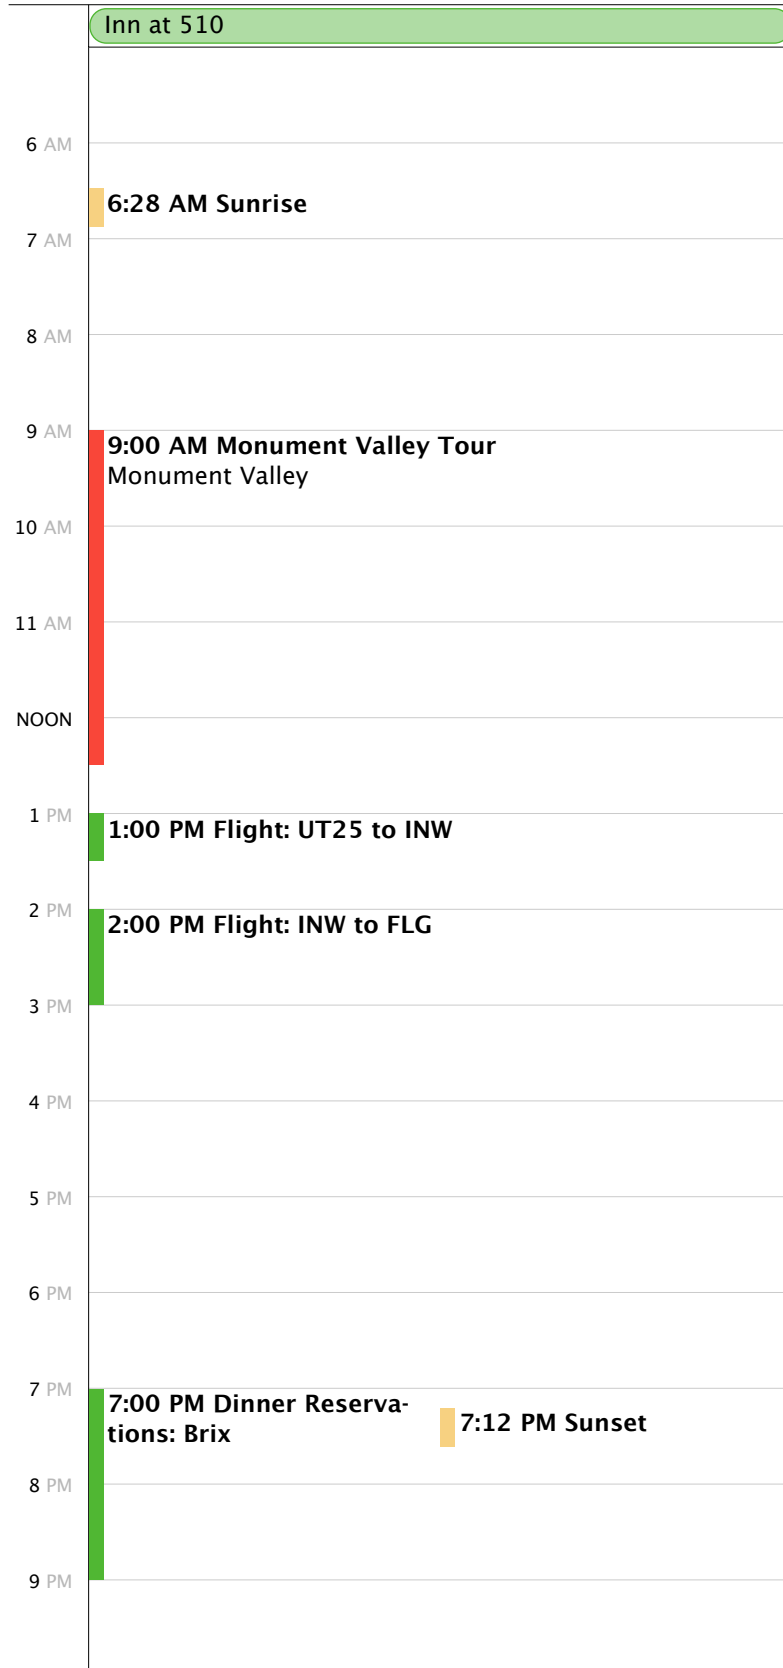 Inn at 510
6 AM
6:28 AM Sunrise
7 AM
8 AM
9 AM
9:00 AM Monument Valley Tour
Monument Valley
10 AM
11 AM
NOON
1 PM
1:00 PM Flight: UT25 to INW
2 PM
2:00 PM Flight: INW to FLG
3 PM
4 PM
5 PM
6 PM
7 PM
7:00 PM Dinner Reserva-
tions: Brix
7:12 PM Sunset
8 PM
9 PM